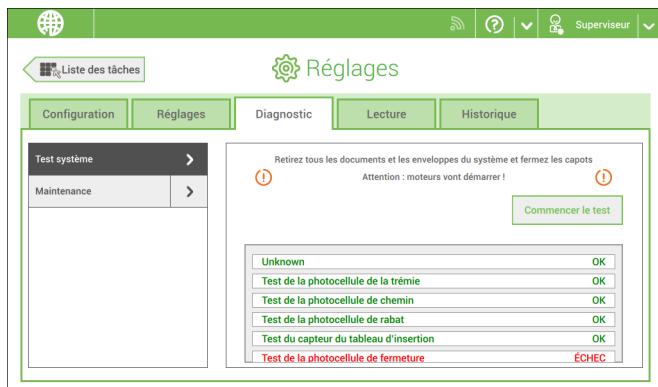 Superviseur
Liste des tâches
Réglages
Configuration
Réglages
Diagnostic
Lecture
Historique
Test système
Maintenance
Retirez tous les documents et les enveloppes du système et fermez les capots
Attention : moteurs vont démarrer !
Commencer le test
Unknown OK
Test de la photocellule de la trémie OK
Test de la photocellule de chemin OK
Test de la photocellule de rabat OK
Test du capteur du tableau d'insertion OK
Test de la photocellule de fermeture ÉCHEC